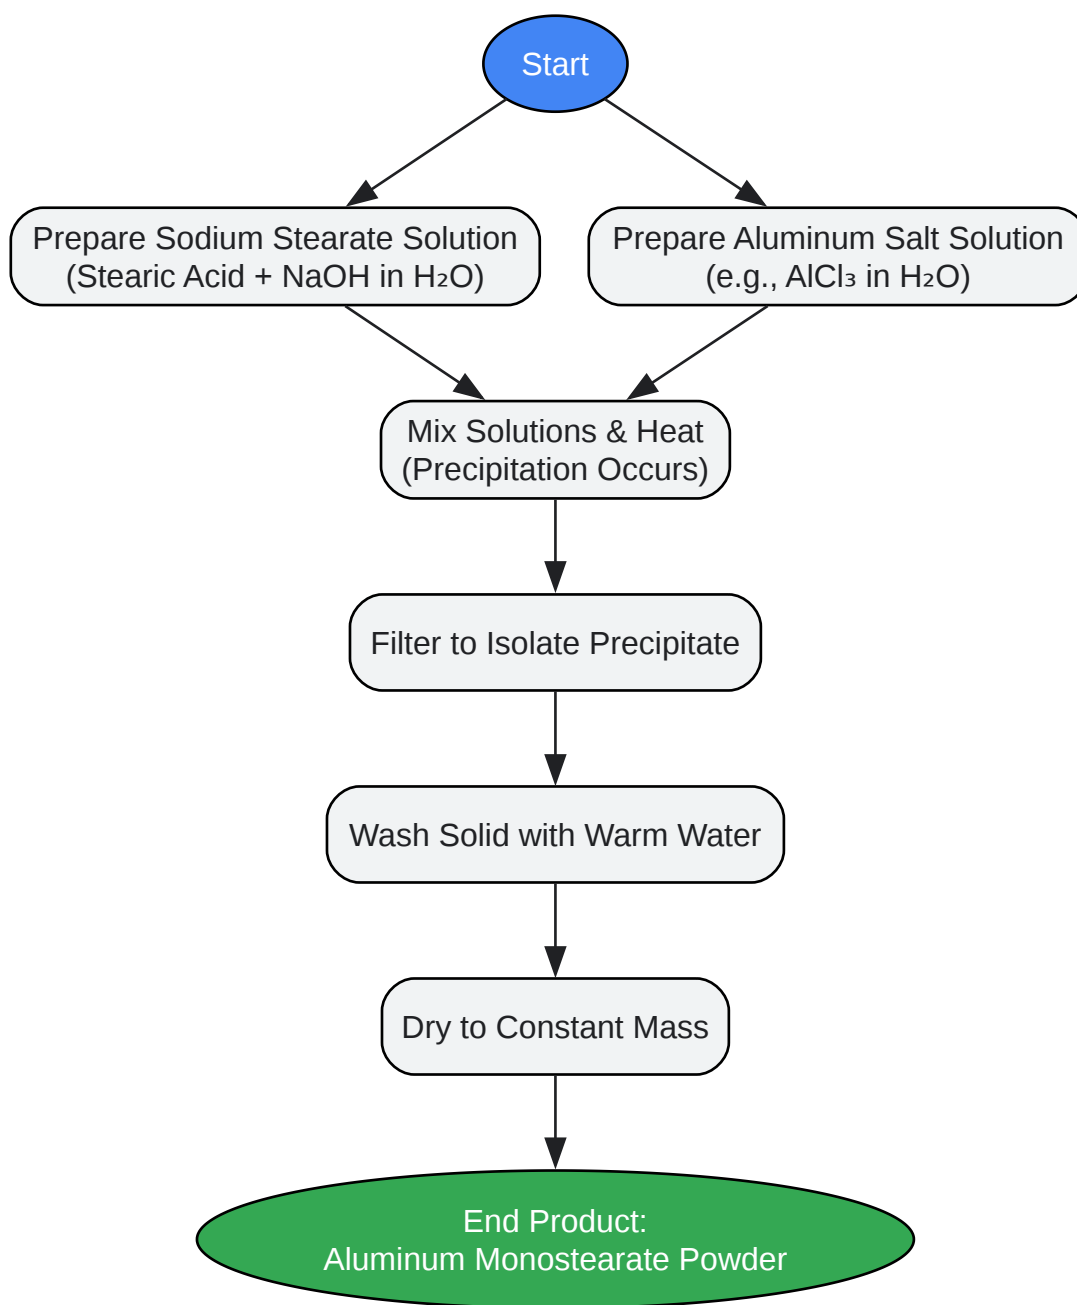 Start
Prepare Sodium Stearate Solution
(Stearic Acid + NaOH in H₂O)
Prepare Aluminum Salt Solution
(e.g., AlCl₃ in H₂O)
Mix Solutions & Heat
(Precipitation Occurs)
Filter to Isolate Precipitate
Wash Solid with Warm Water
Dry to Constant Mass
End Product:
Aluminum Monostearate Powder